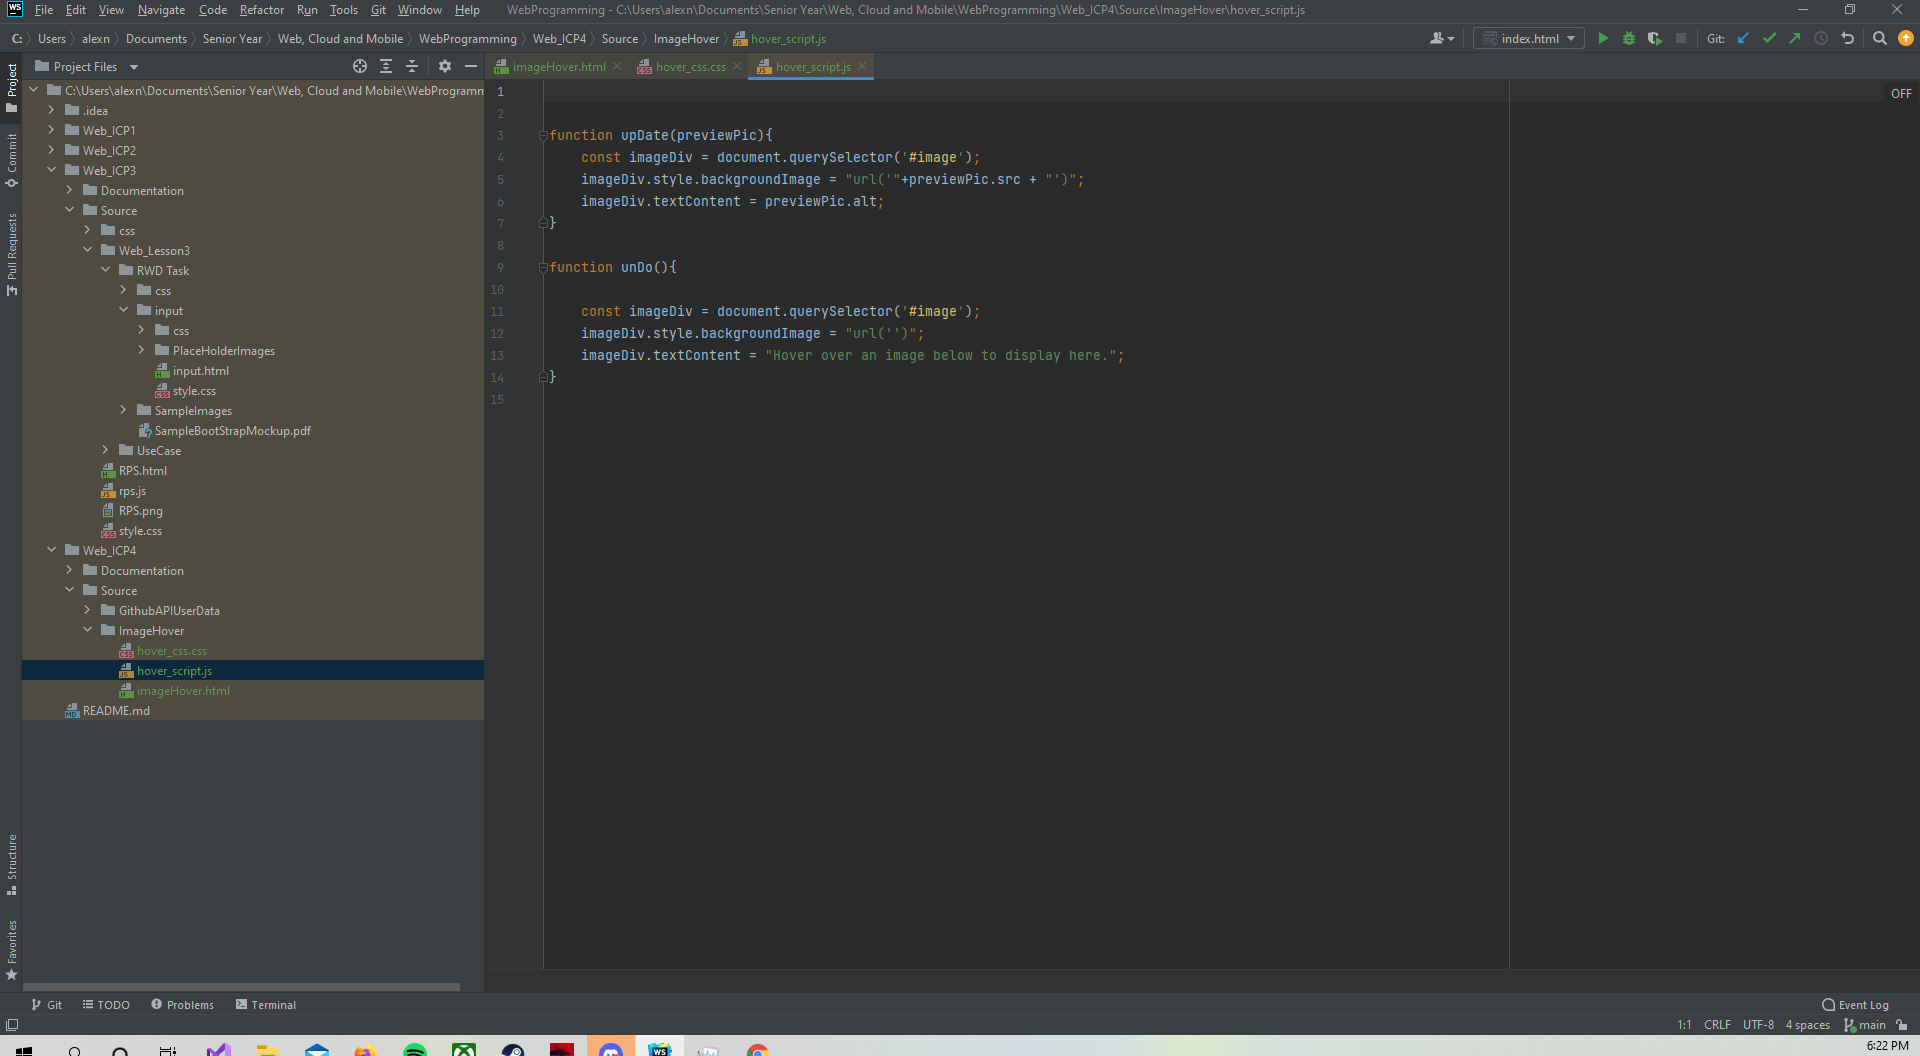 WS File Edit View Navigate Code Refactor Run Tools Git Window Help WebProgramming - C:\Users\alexn\Documents\Senior Year\Web, Cloud and Mobile\WebProgramming\Web_ICP4\Source\ImageHover\hover_script.js
C: Users alexn Documents Senior Year Web, Cloud and Mobile WebProgramming Web_ICP4 Source ImageHover hover_script.js index.html Git:
Project Files imageHover.html hover_css.css hover_script.js
Project
Commit
Pull Requests
Structure
Favorites
C:\Users\alexn\Documents\Senior Year\Web, Cloud and Mobile\WebProgramm
.idea
Web_ICP1
Web_ICP2
Web_ICP3
Documentation
Source
css
Web_Lesson3
RWD Task
css
input
css
PlaceHolderImages
input.html
style.css
SampleImages
SampleBootStrapMockup.pdf
UseCase
RPS.html
rps.js
RPS.png
style.css
Web_ICP4
Documentation
Source
GithubAPIUserData
ImageHover
hover_css.css
hover_script.js
imageHover.html
README.md
OFF
1
2
3 function upDate(previewPic){
4 const imageDiv = document.querySelector('#image');
5 imageDiv.style.backgroundImage = "url('"+previewPic.src + "')";
6 imageDiv.textContent = previewPic.alt;
7 }
8
9 function unDo(){
10
11 const imageDiv = document.querySelector('#image');
12 imageDiv.style.backgroundImage = "url('')";
13 imageDiv.textContent = "Hover over an image below to display here.";
14 }
15
Git TODO Problems Terminal Event Log
1:1 CRLF UTF-8 4 spaces main
6:22 PM